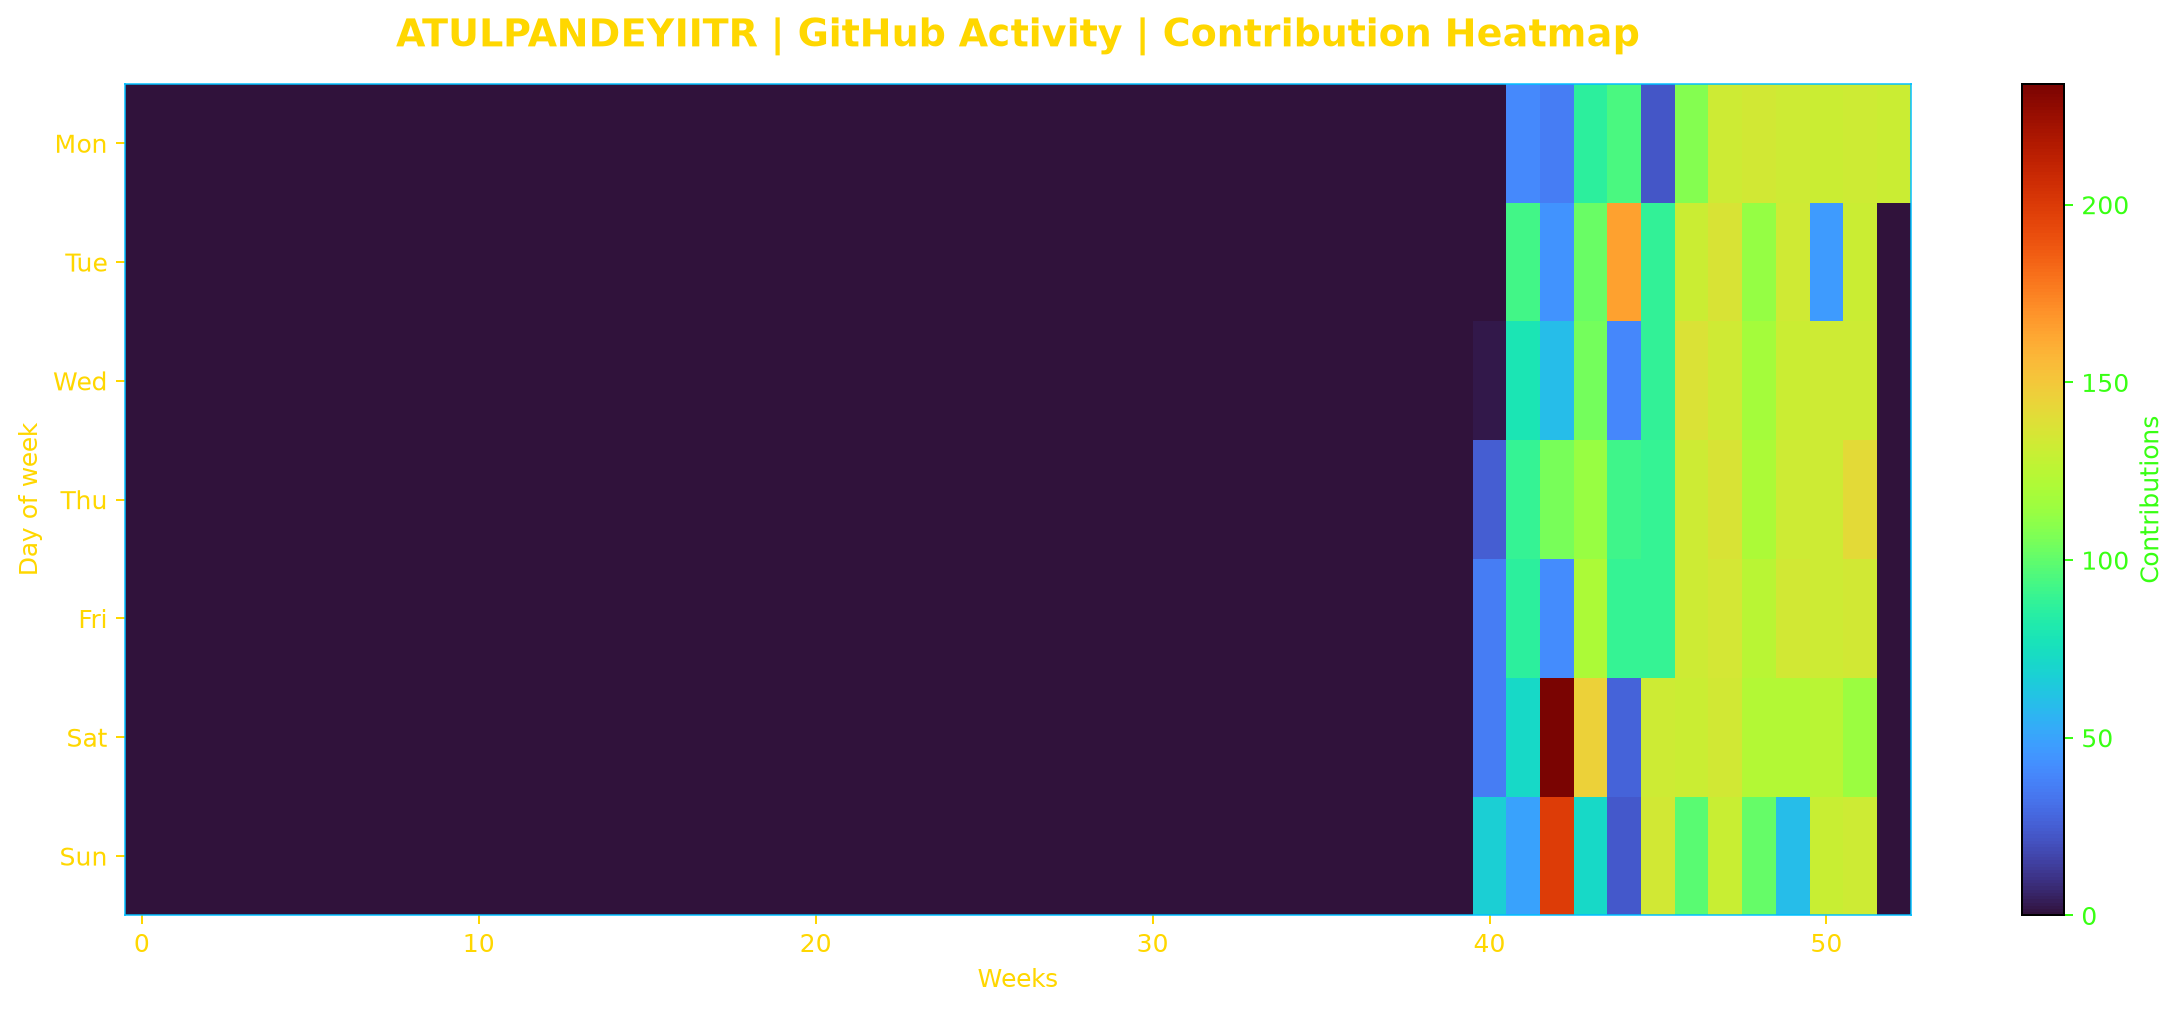 ATULPANDEYIITR | GitHub Activity | Contribution Heatmap
Day of week
Mon
Tue
Wed
Thu
Fri
Sat
Sun
0 10 20 30 40 50
Weeks
200
150
100
50
0
Contributions